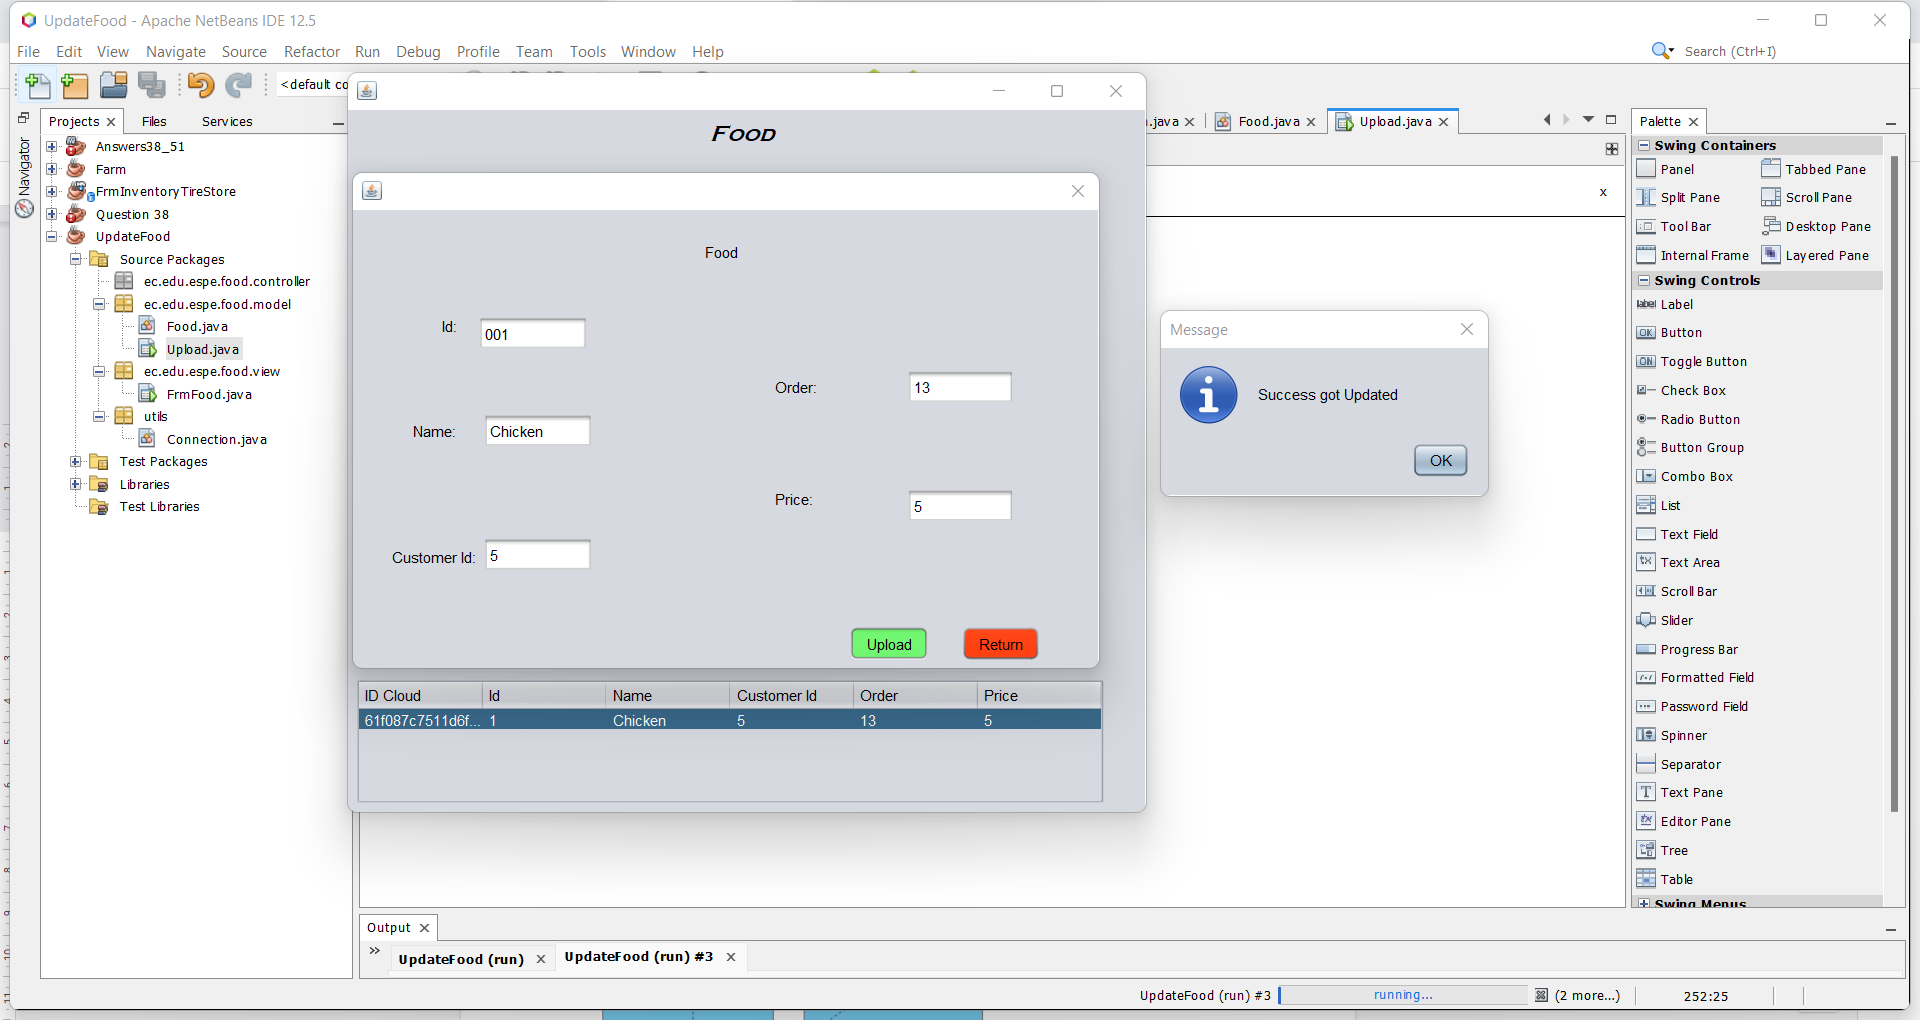 UpdateFood - Apache NetBeans IDE 12.5
File Edit View Navigate Source Refactor Run Debug Profile Team Tools Window Help
Search (Ctrl+I)
<default co
Projects Files Services
Navigator
Answers38_51
Farm
FrmInventoryTireStore
Question 38
UpdateFood
Source Packages
ec.edu.espe.food.controller
ec.edu.espe.food.model
Food.java
Upload.java
ec.edu.espe.food.view
FrmFood.java
utils
Connection.java
Test Packages
Libraries
Test Libraries
Food
Food
Id: 001
Order: 13
Name: Chicken
Price: 5
Customer Id: 5
Upload Return
ID Cloud Id Name Customer Id Order Price
61f087c7511d6f... 1 Chicken 5 13 5
.java Food.java Upload.java
x
Message
Success got Updated
OK
Palette
Swing Containers
Panel Tabbed Pane
Split Pane Scroll Pane
Tool Bar Desktop Pane
Internal Frame Layered Pane
Swing Controls
label Label
OK Button
ON Toggle Button
Check Box
Radio Button
Button Group
Combo Box
List
Text Field
Text Area
Scroll Bar
Slider
Progress Bar
Formatted Field
Password Field
Spinner
Separator
Text Pane
Editor Pane
Tree
Table
Swing Menus
Output
UpdateFood (run) UpdateFood (run) #3
UpdateFood (run) #3 running... (2 more...) 252:25